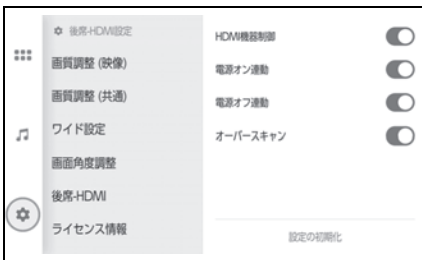 後席-HDMI設定
画質調整 (映像)
画質調整 (共通)
ワイド設定
画面角度調整
後席-HDMI
ライセンス情報
HDMI機器制御
電源オン連動
電源オフ連動
オーバースキャン
設定の初期化